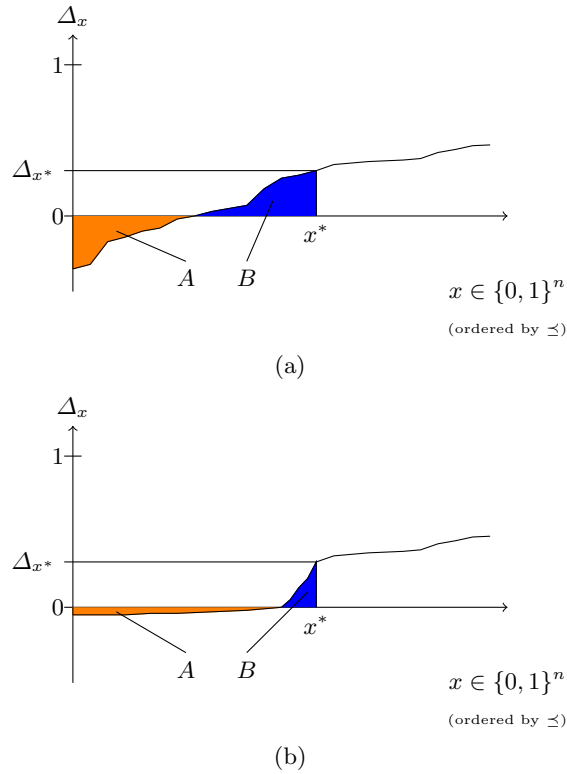 Δₓ
1
Δₓ*
0
x*
A B
x ∈ {0, 1}ⁿ
(ordered by ⪯)
(a)
Δₓ
1
Δₓ*
0
x*
A B
x ∈ {0, 1}ⁿ
(ordered by ⪯)
(b)